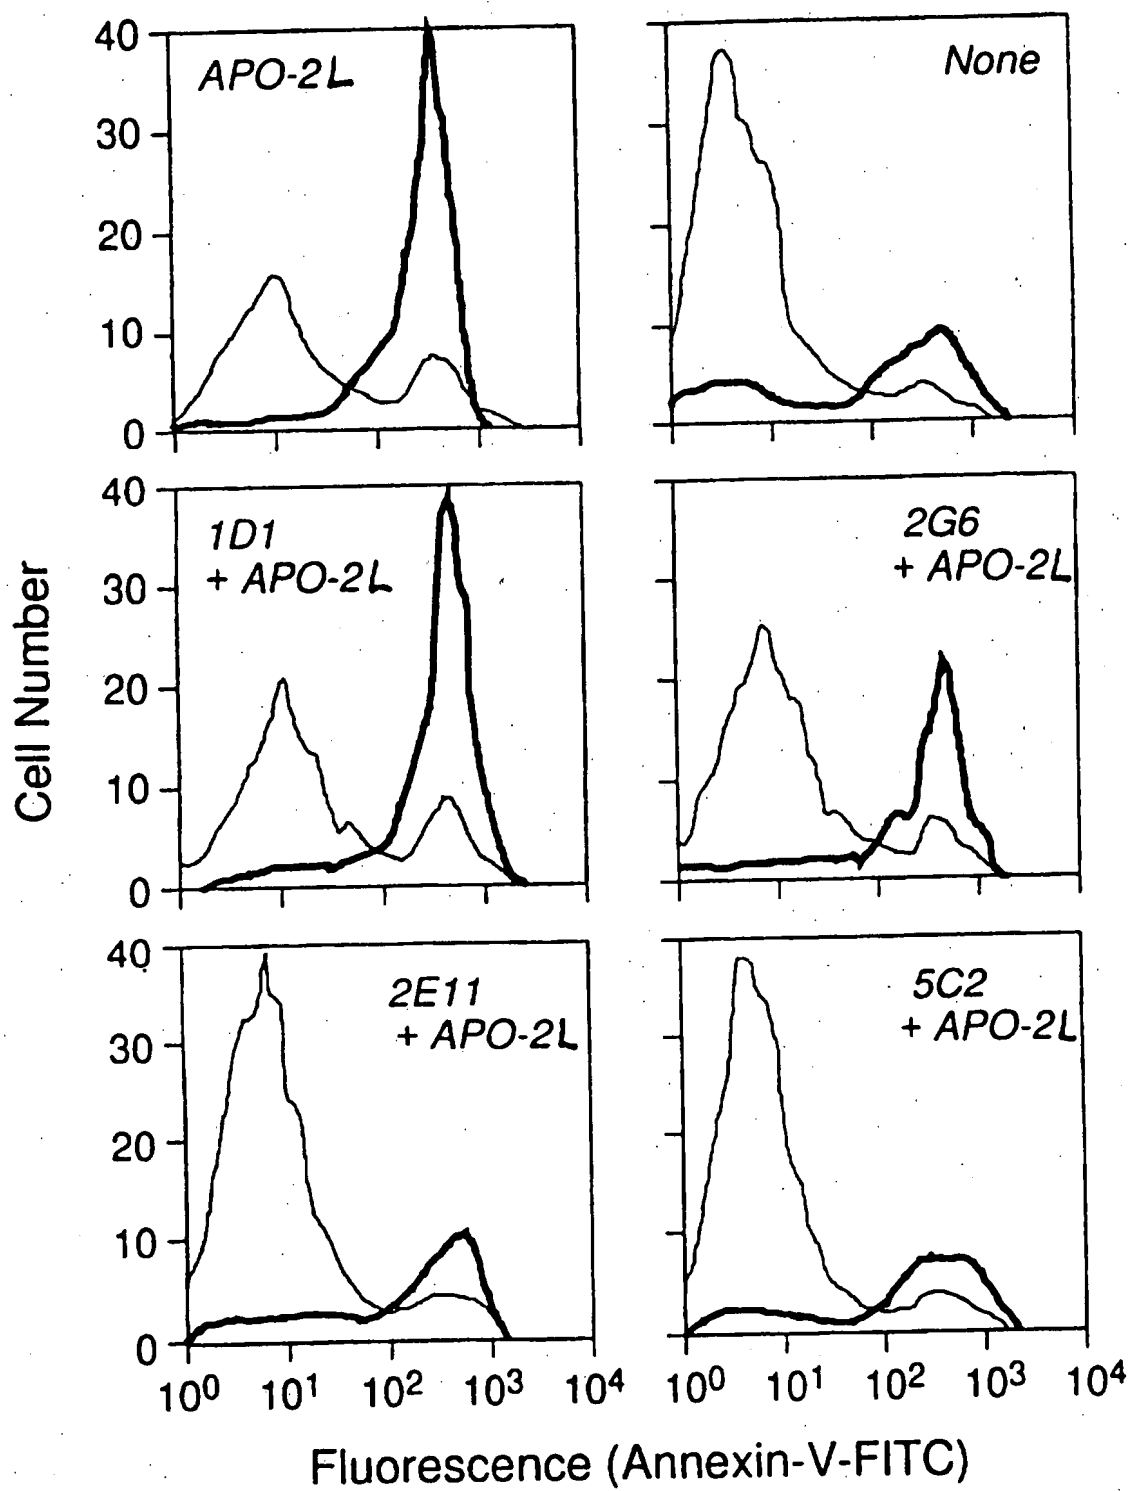 APO-2L
None
40
30
20
10
0
1D1
+ APO-2L
2G6
+ APO-2L
40
30
20
10
0
2E11
+ APO-2L
5C2
+ APO-2L
40
30
20
10
0
10⁰ 10¹ 10² 10³ 10⁴
10⁰ 10¹ 10² 10³ 10⁴
Cell Number
Fluorescence (Annexin-V-FITC)